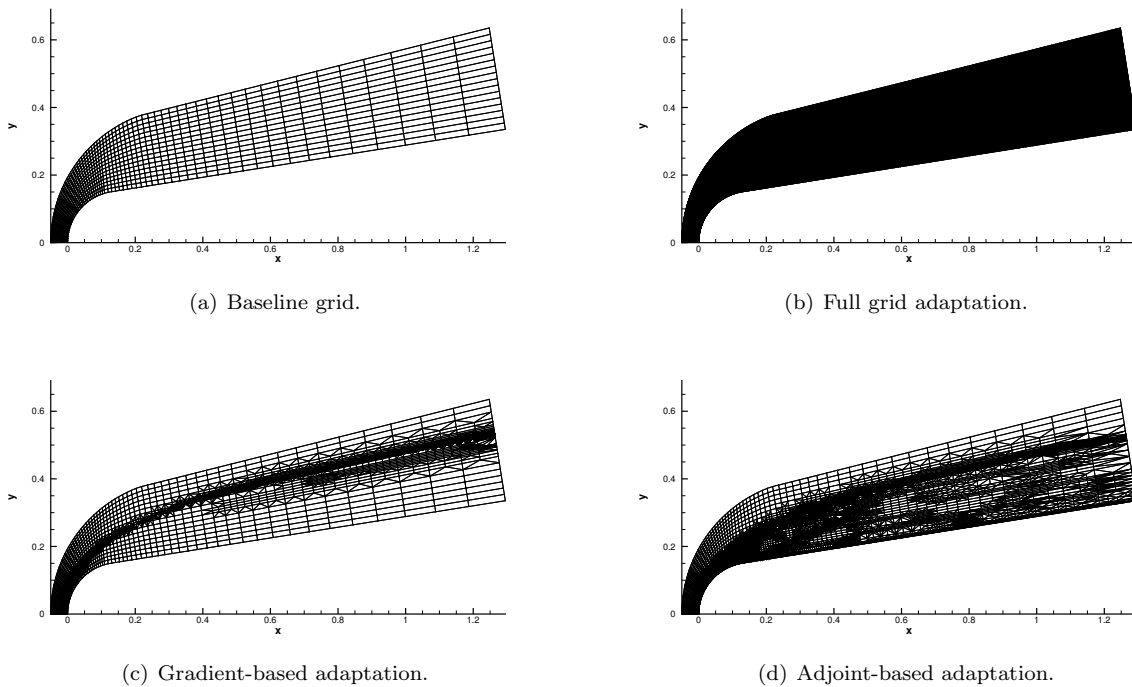 0.6
0.4
y
0.2
0
0 0.2 0.4 0.6 0.8 1 1.2
x
(a) Baseline grid.
0.6
0.4
y
0.2
0
0 0.2 0.4 0.6 0.8 1 1.2
x
(b) Full grid adaptation.
0.6
0.4
y
0.2
0
0 0.2 0.4 0.6 0.8 1 1.2
x
(c) Gradient-based adaptation.
0.6
0.4
y
0.2
0
0 0.2 0.4 0.6 0.8 1 1.2
x
(d) Adjoint-based adaptation.